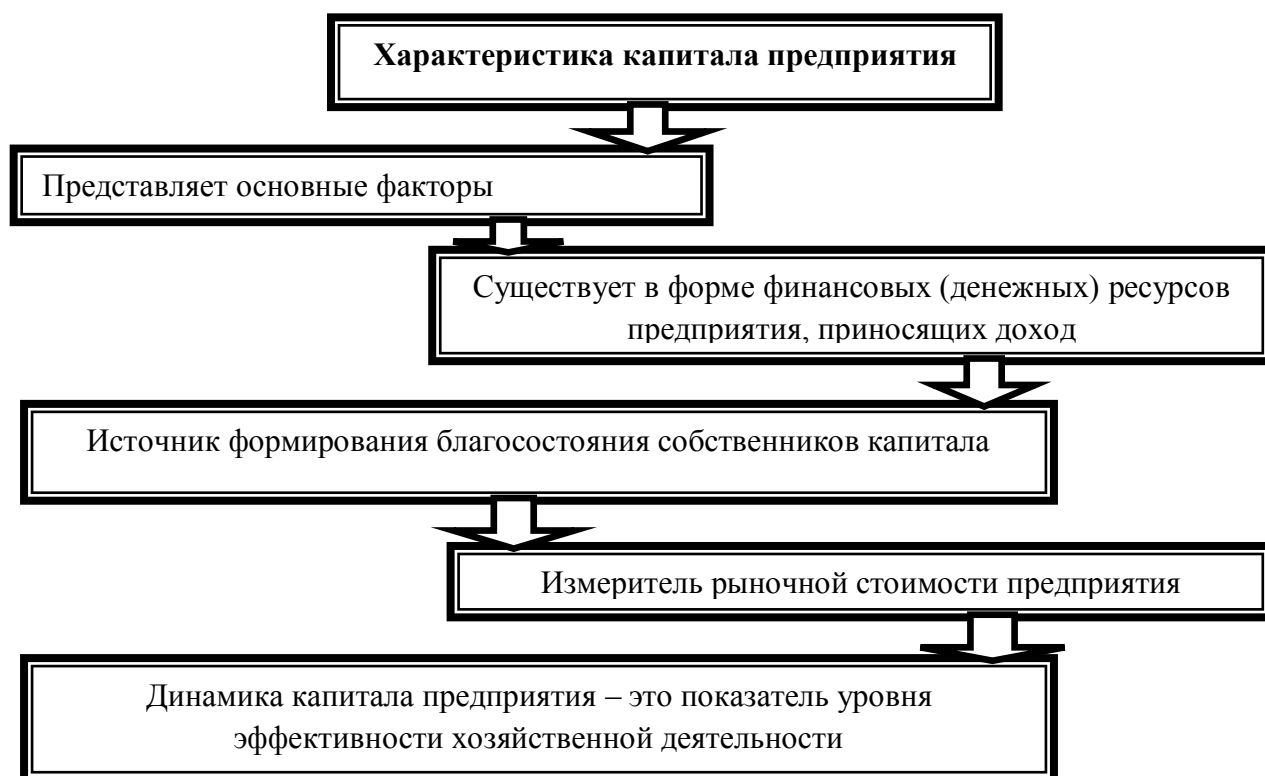 Характеристика капитала предприятия
Представляет основные факторы
Существует в форме финансовых (денежных) ресурсов
предприятия, приносящих доход
Источник формирования благосостояния собственников капитала
Измеритель рыночной стоимости предприятия
Динамика капитала предприятия – это показатель уровня
эффективности хозяйственной деятельности